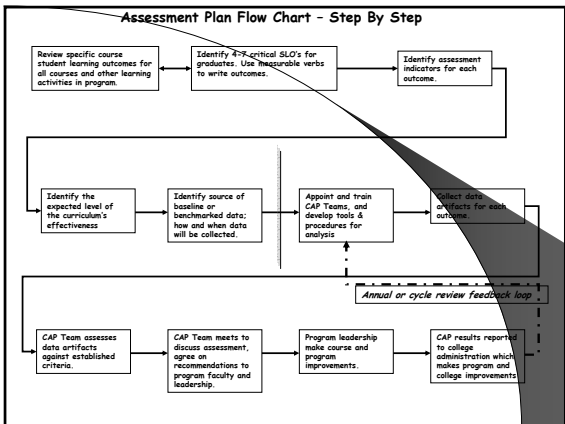 Assessment Plan Flow Chart – Step By Step
Review specific course
student learning outcomes for
all courses and other learning
activities in program.
Identify 4-7 critical SLO's for
graduates. Use measurable verbs
to write outcomes.
Identify assessment
indicators for each
outcome.
Identify the
expected level of
the curriculum's
effectiveness
Identify source of
baseline or
benchmarked data;
how and when data
will be collected.
Appoint and train
CAP Teams, and
develop tools &
procedures for
analysis
Collect data
artifacts for each
outcome.
Annual or cycle review feedback loop
CAP Team assesses
data artifacts
against established
criteria.
CAP Team meets to
discuss assessment,
agree on
recommendations to
program faculty and
leadership.
Program leadership
make course and
program
improvements.
CAP results reported
to college
administration which
makes program and
college improvements